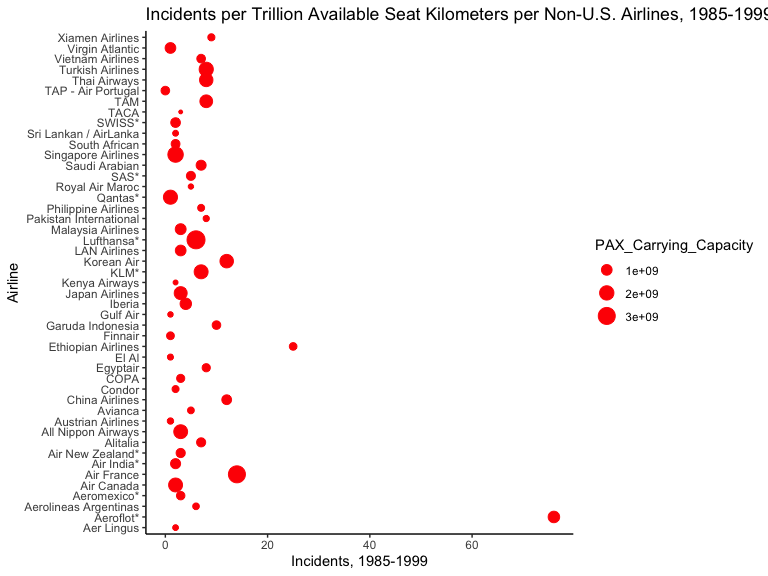 Incidents per Trillion Available Seat Kilometers per Non-U.S. Airlines, 1985-1999
Xiamen Airlines
Virgin Atlantic
Vietnam Airlines
Turkish Airlines
Thai Airways
TAP - Air Portugal
TAM
TACA
SWISS*
Sri Lankan / AirLanka
South African
Singapore Airlines
Saudi Arabian
SAS*
Royal Air Maroc
Qantas*
Philippine Airlines
Pakistan International
Malaysia Airlines
Lufthansa*
LAN Airlines
Korean Air
KLM*
Kenya Airways
Japan Airlines
Iberia
Gulf Air
Garuda Indonesia
Finnair
Ethiopian Airlines
El Al
Egyptair
COPA
Condor
China Airlines
Avianca
Austrian Airlines
All Nippon Airways
Alitalia
Air New Zealand*
Air India*
Air France
Air Canada
Aeromexico*
Aerolineas Argentinas
Aeroflot*
Aer Lingus
Airline
0 20 40 60
Incidents, 1985-1999
PAX_Carrying_Capacity
1e+09
2e+09
3e+09